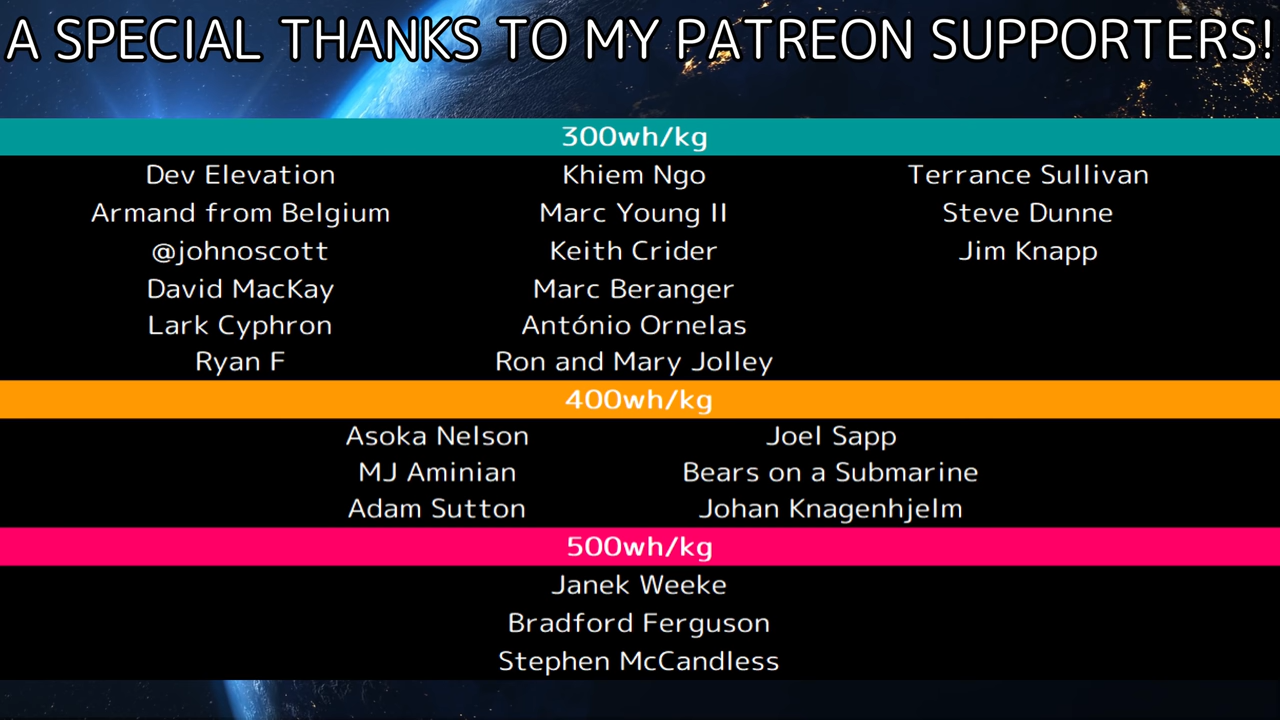 A SPECIAL THANKS TO MY PATREON SUPPORTERS!
300wh/kg
Dev Elevation Khiem Ngo Terrance Sullivan
Armand from Belgium Marc Young II Steve Dunne
@johnoscott Keith Crider Jim Knapp
David MacKay Marc Beranger
Lark Cyphron António Ornelas
Ryan F Ron and Mary Jolley
400wh/kg
Asoka Nelson Joel Sapp
MJ Aminian Bears on a Submarine
Adam Sutton Johan Knagenhjelm
500wh/kg
Janek Weeke
Bradford Ferguson
Stephen McCandless